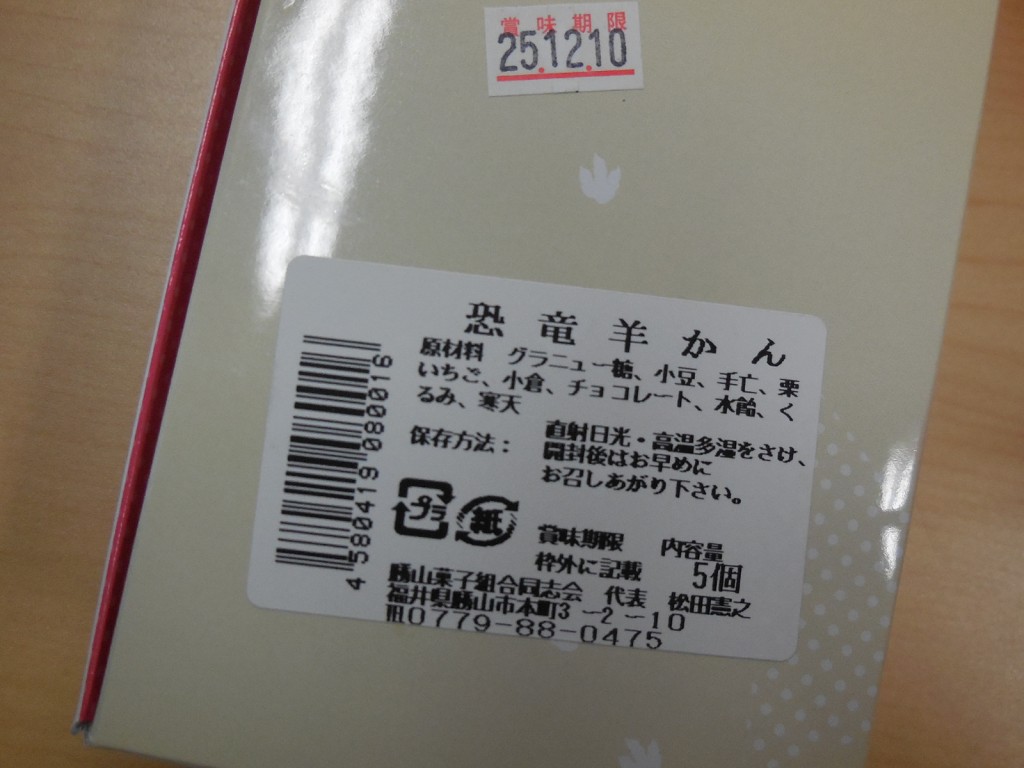 賞味期限
25.12.10
恐竜羊かん
原材料 グラニュー糖、小豆、手亡、栗
いちご、小倉、チョコレート、水飴、く
るみ、寒天
保存方法： 直射日光・高温多湿をさけ、
開封後はお早めに
お召しあがり下さい。
プラ
紙
賞味期限 内容量
枠外に記載 5個
勝山菓子組合同志会 代表 松田憲之
福井県勝山市本町3-2-10
℡0779-88-0475
4580419080016